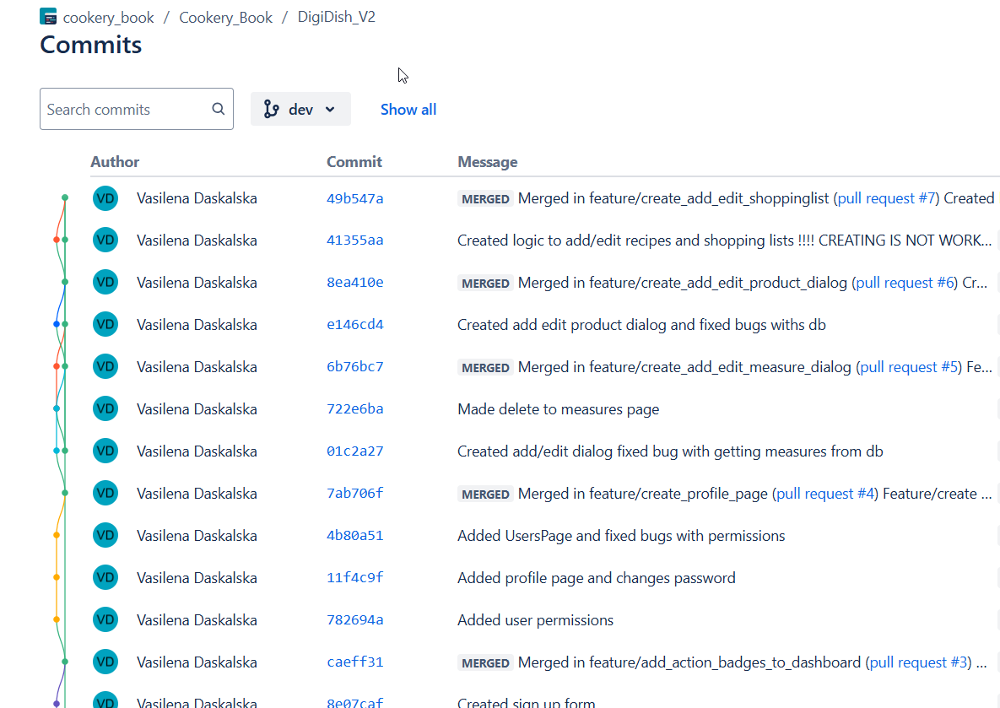 cookery_book / Cookery_Book / DigiDish_V2
Commits
Search commits dev Show all
Author Commit Message
VD Vasilena Daskalska 49b547a MERGED Merged in feature/create_add_edit_shoppinglist (pull request #7) Created
VD Vasilena Daskalska 41355aa Created logic to add/edit recipes and shopping lists !!!! CREATING IS NOT WORK...
VD Vasilena Daskalska 8ea410e MERGED Merged in feature/create_add_edit_product_dialog (pull request #6) Cr...
VD Vasilena Daskalska e146cd4 Created add edit product dialog and fixed bugs withs db
VD Vasilena Daskalska 6b76bc7 MERGED Merged in feature/create_add_edit_measure_dialog (pull request #5) Fe...
VD Vasilena Daskalska 722e6ba Made delete to measures page
VD Vasilena Daskalska 01c2a27 Created add/edit dialog fixed bug with getting measures from db
VD Vasilena Daskalska 7ab706f MERGED Merged in feature/create_profile_page (pull request #4) Feature/create ...
VD Vasilena Daskalska 4b80a51 Added UsersPage and fixed bugs with permissions
VD Vasilena Daskalska 11f4c9f Added profile page and changes password
VD Vasilena Daskalska 782694a Added user permissions
VD Vasilena Daskalska caeff31 MERGED Merged in feature/add_action_badges_to_dashboard (pull request #3) ...
VD Vasilena Daskalska 8e07caf Created sign up form